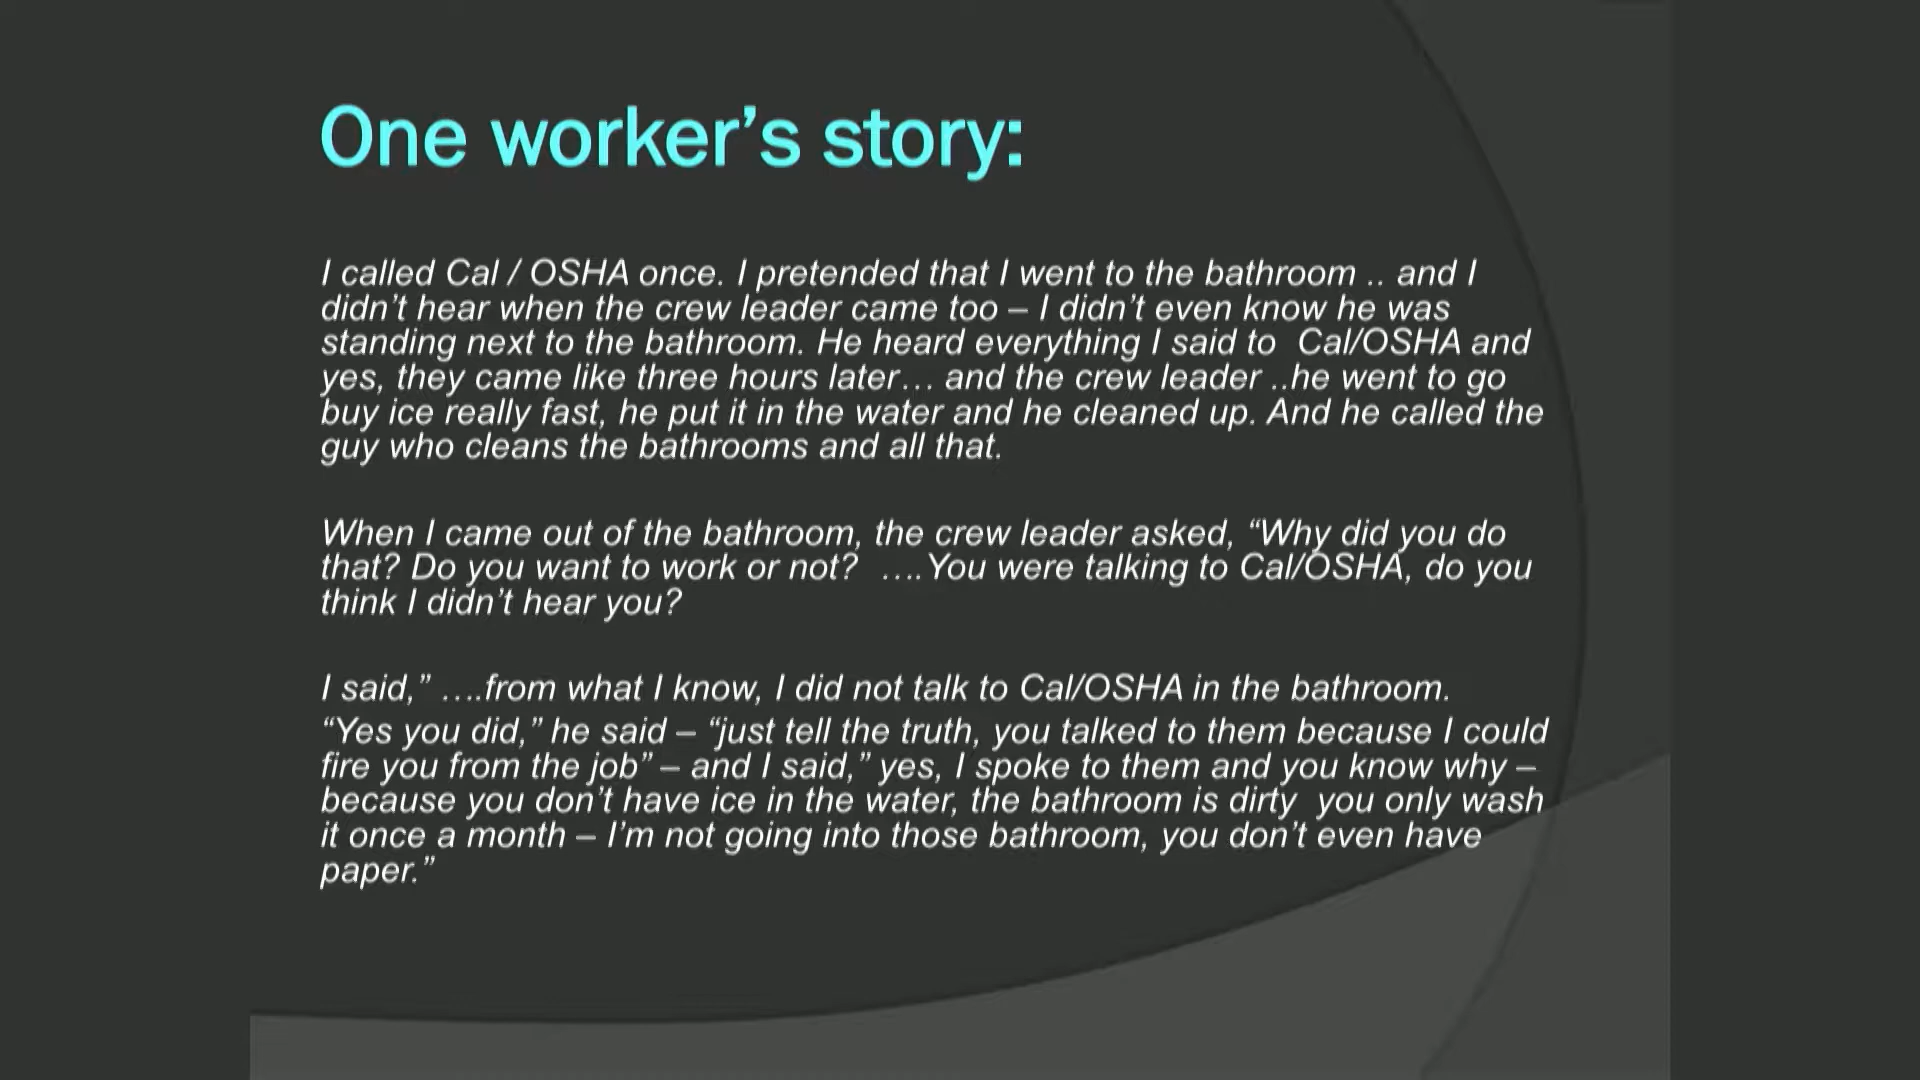 One worker’s story:
I called Cal / OSHA once. I pretended that I went to the bathroom .. and I
didn’t hear when the crew leader came too – I didn’t even know he was
standing next to the bathroom. He heard everything I said to  Cal/OSHA and
yes, they came like three hours later… and the crew leader ..he went to go
buy ice really fast, he put it in the water and he cleaned up. And he called the
guy who cleans the bathrooms and all that.
When I came out of the bathroom, the crew leader asked, “Why did you do
that? Do you want to work or not?  ….You were talking to Cal/OSHA, do you
think I didn’t hear you?
I said,” ….from what I know, I did not talk to Cal/OSHA in the bathroom.
“Yes you did,” he said – “just tell the truth, you talked to them because I could
fire you from the job” – and I said,” yes, I spoke to them and you know why –
because you don’t have ice in the water, the bathroom is dirty  you only wash
it once a month – I’m not going into those bathroom, you don’t even have
paper.”